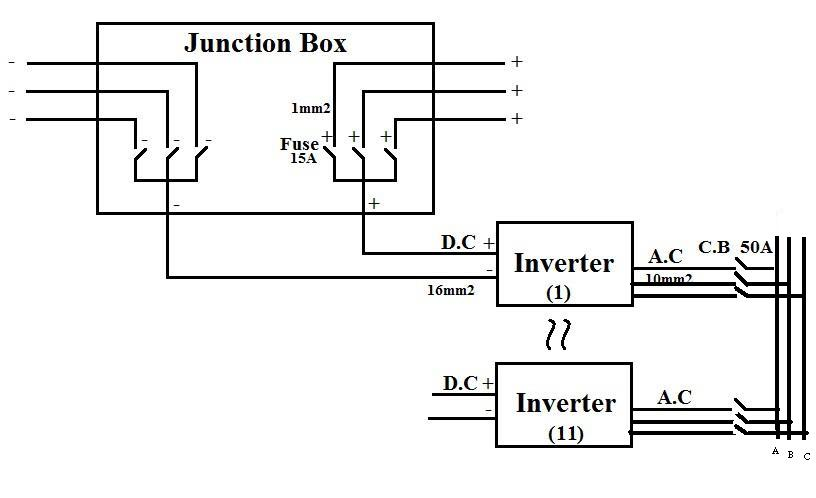 Junction Box
- +
- 1mm2 +
- +
- - - Fuse + + +
15A
- +
D.C + A.C C.B 50A
- Inverter 10mm2
16mm2 (1)
D.C + A.C
- Inverter
(11)
A B C